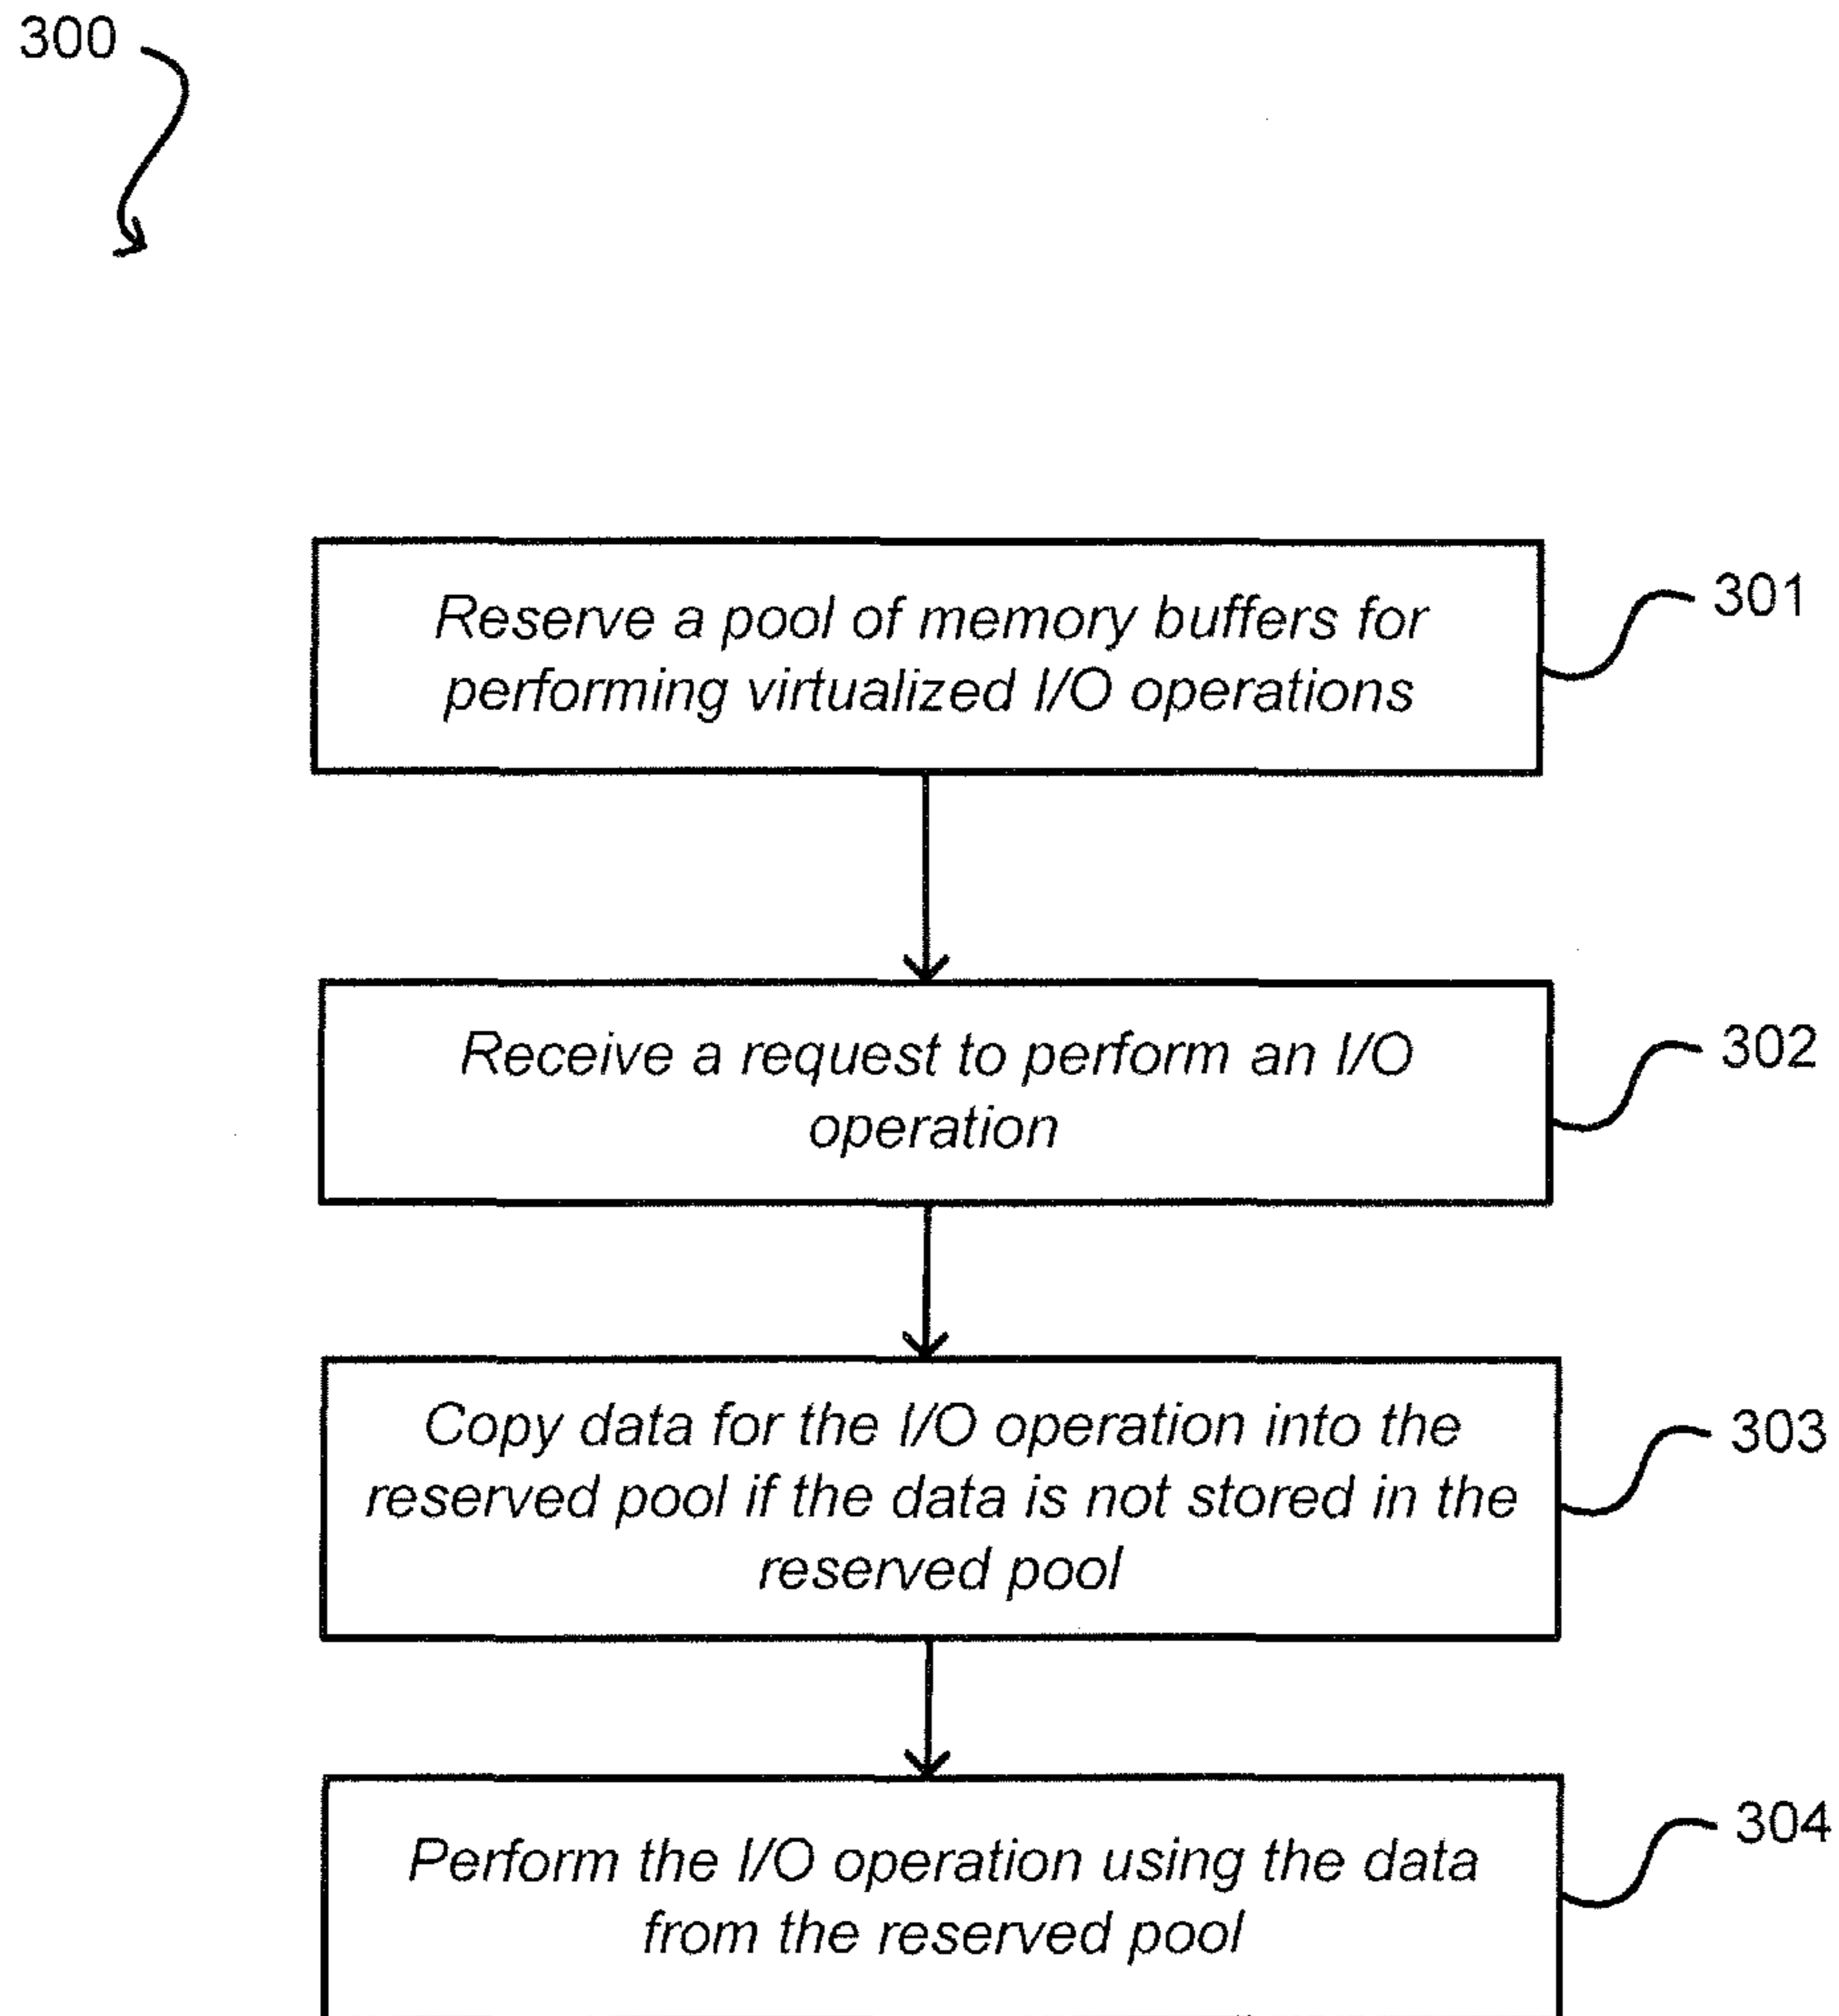 300
Reserve a pool of memory buffers for
performing virtualized I/O operations
301
Receive a request to perform an I/O
operation
302
Copy data for the I/O operation into the
reserved pool if the data is not stored in the
reserved pool
303
Perform the I/O operation using the data
from the reserved pool
304